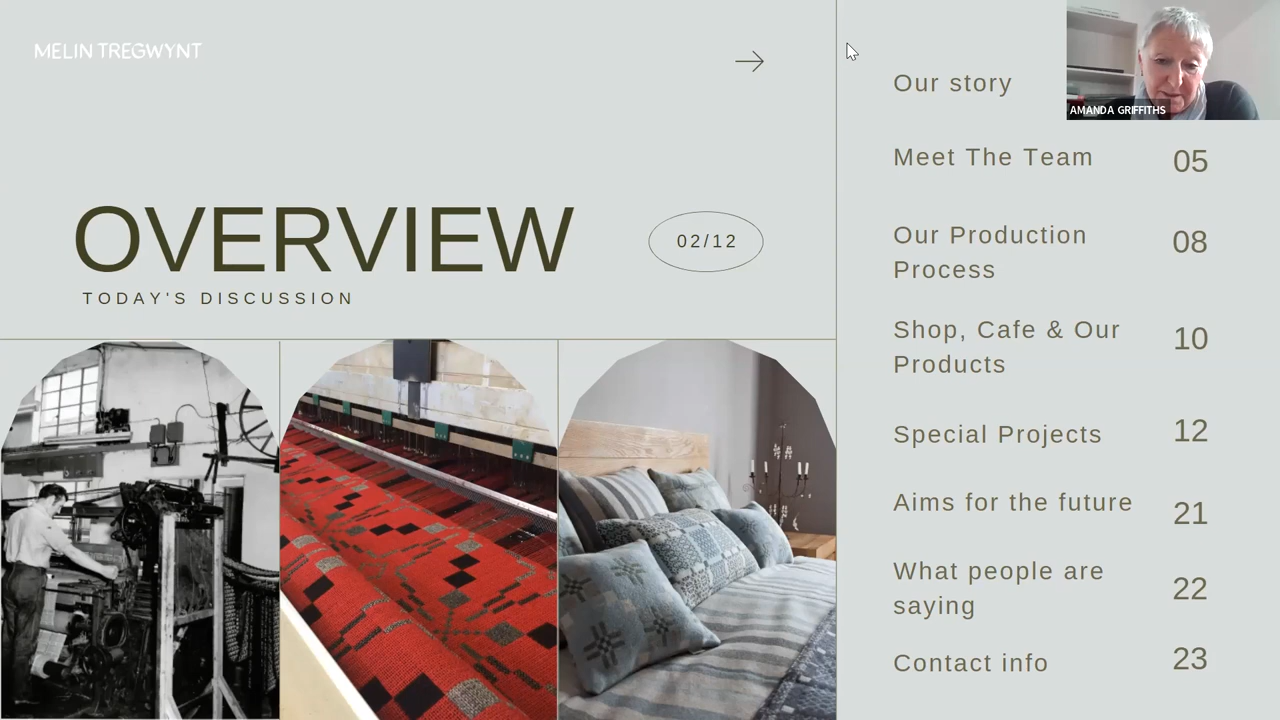 MELIN TREGWYNT
OVERVIEW
02/12
TODAY'S DISCUSSION
Our story
AMANDA GRIFFITHS
Meet The Team 05
Our Production 08
Process
Shop, Cafe & Our 10
Products
Special Projects 12
Aims for the future 21
What people are 22
saying
Contact info 23